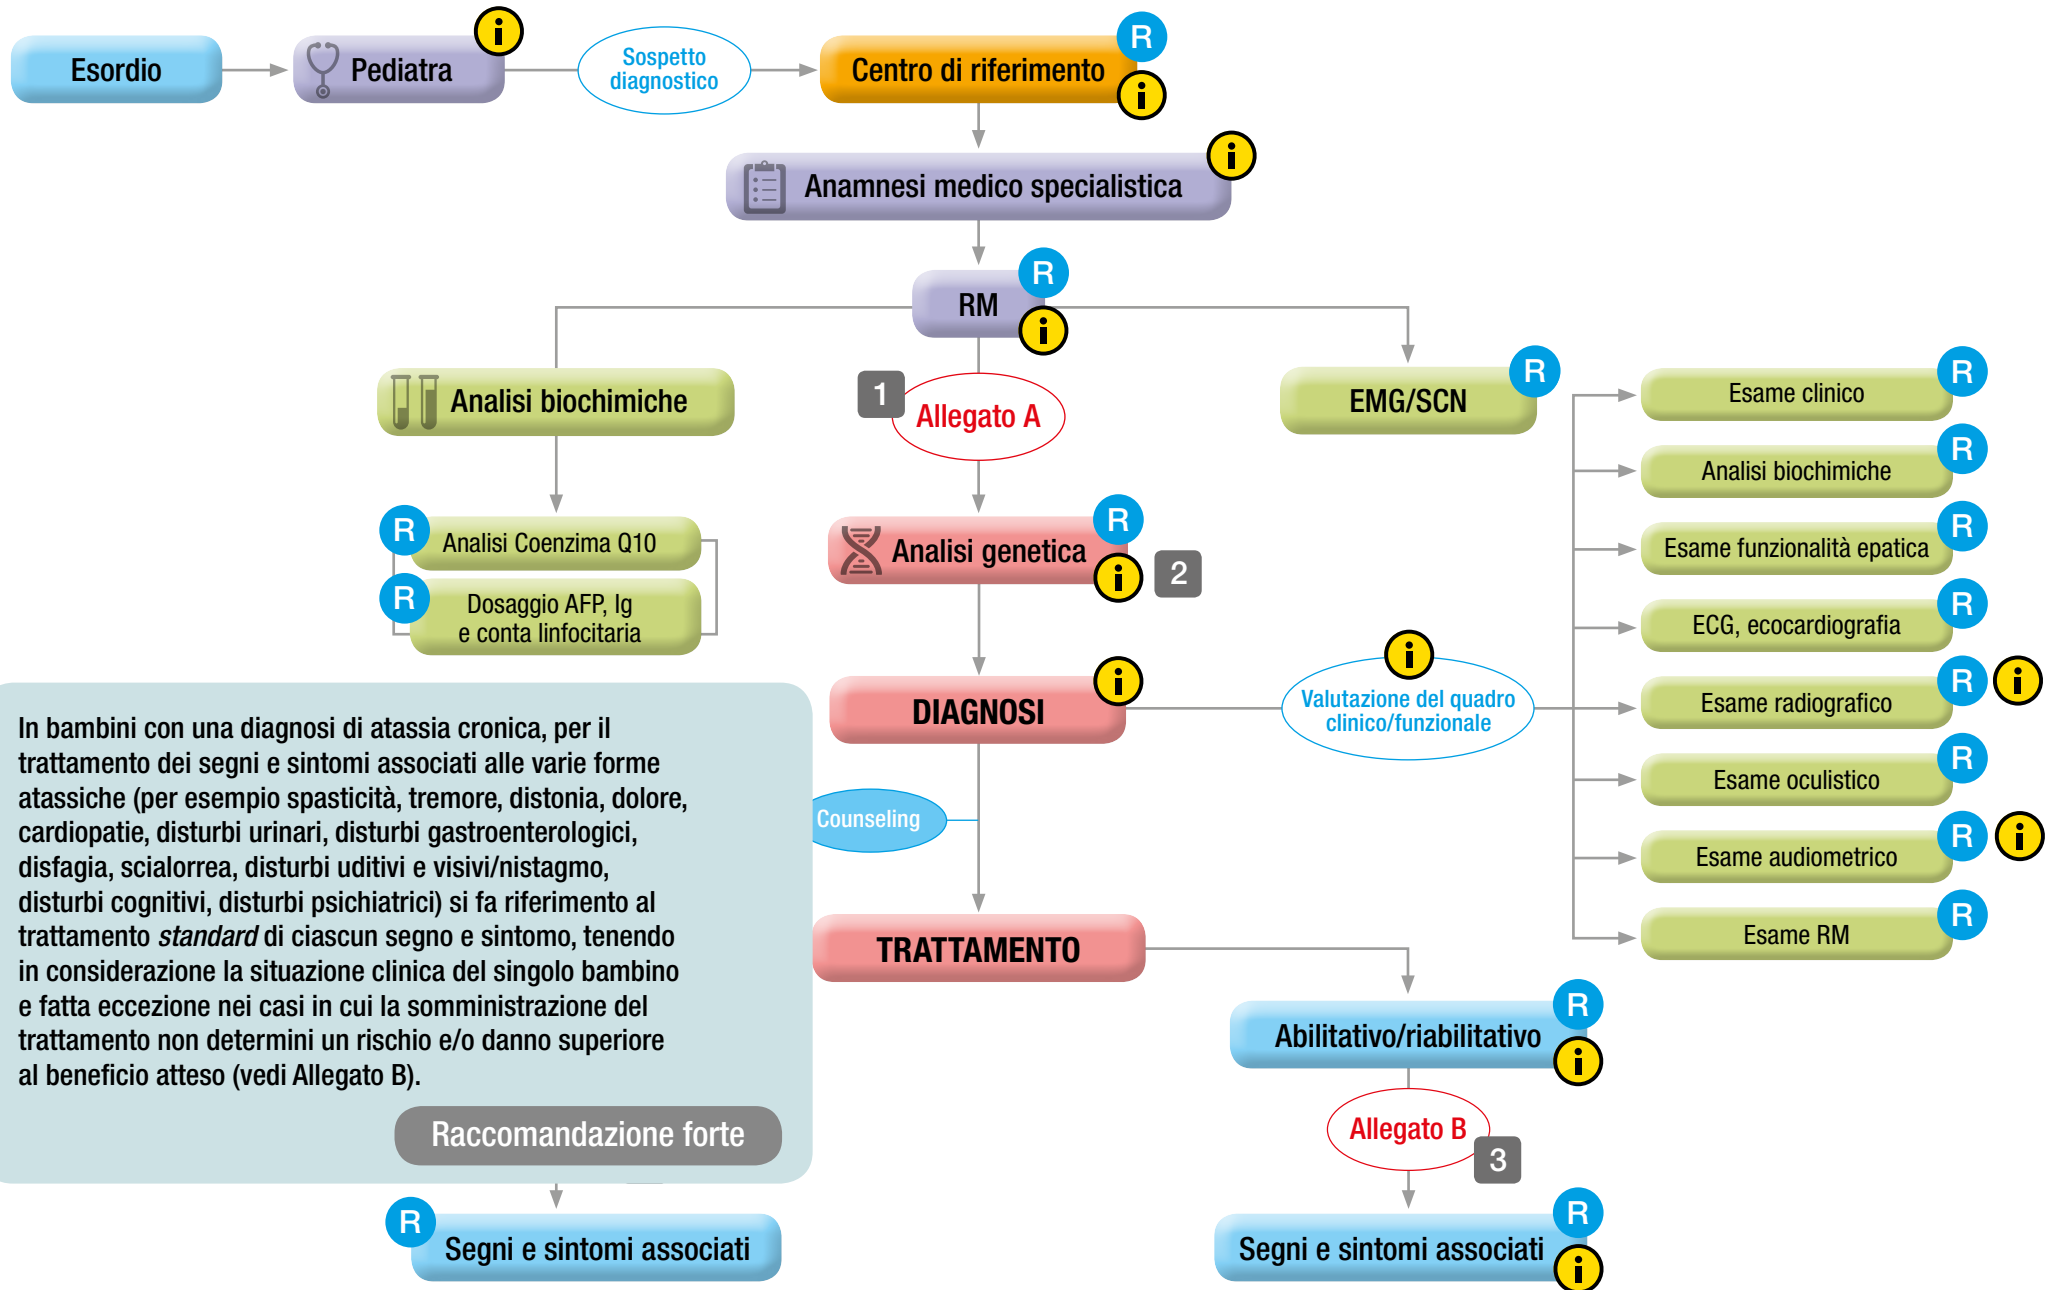 Esordio
Pediatra
i
Sospetto
diagnostico
Centro di riferimento
R
i
Anamnesi medico specialistica
i
RM
R
i
Analisi biochimiche
1
Allegato A
EMG/SCN
R
Analisi Coenzima Q10
R
Dosaggio AFP, Ig
e conta linfocitaria
R
Analisi genetica
R
i
2
DIAGNOSI
i
i
Valutazione del quadro
clinico/funzionale
Esame clinico
R
Analisi biochimiche
R
Esame funzionalità epatica
R
ECG, ecocardiografia
R
Esame radiografico
R
i
Esame oculistico
R
Esame audiometrico
R
i
Esame RM
R
In bambini con una diagnosi di atassia cronica, per il
trattamento dei segni e sintomi associati alle varie forme
atassiche (per esempio spasticità, tremore, distonia, dolore,
cardiopatie, disturbi urinari, disturbi gastroenterologici,
disfagia, scialorrea, disturbi uditivi e visivi/nistagmo,
disturbi cognitivi, disturbi psichiatrici) si fa riferimento al
trattamento standard di ciascun segno e sintomo, tenendo
in considerazione la situazione clinica del singolo bambino
e fatta eccezione nei casi in cui la somministrazione del
trattamento non determini un rischio e/o danno superiore
al beneficio atteso (vedi Allegato B).
Raccomandazione forte
Counseling
TRATTAMENTO
Abilitativo/riabilitativo
R
i
Allegato B
3
R
Segni e sintomi associati
Segni e sintomi associati
R
i